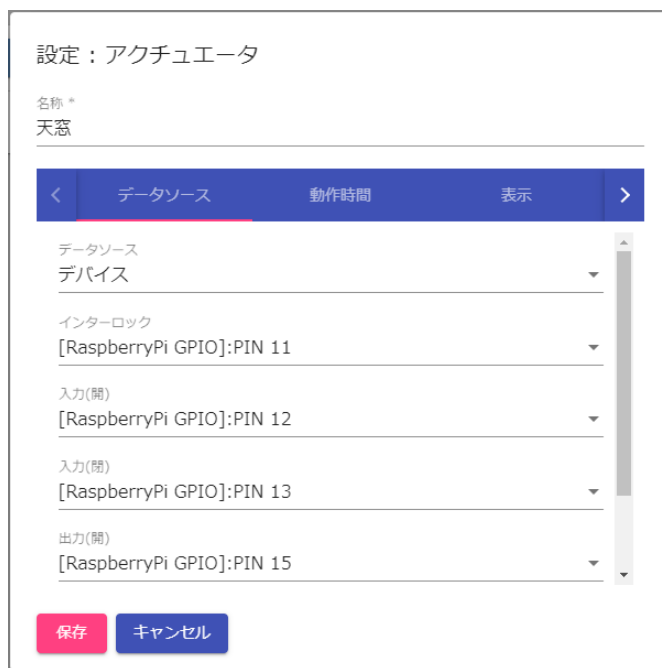 設定：アクチュエータ
名称 *
天窓
データソース 動作時間 表示
データソース
デバイス
インターロック
[RaspberryPi GPIO]:PIN 11
入力(開)
[RaspberryPi GPIO]:PIN 12
入力(閉)
[RaspberryPi GPIO]:PIN 13
出力(開)
[RaspberryPi GPIO]:PIN 15
保存 キャンセル